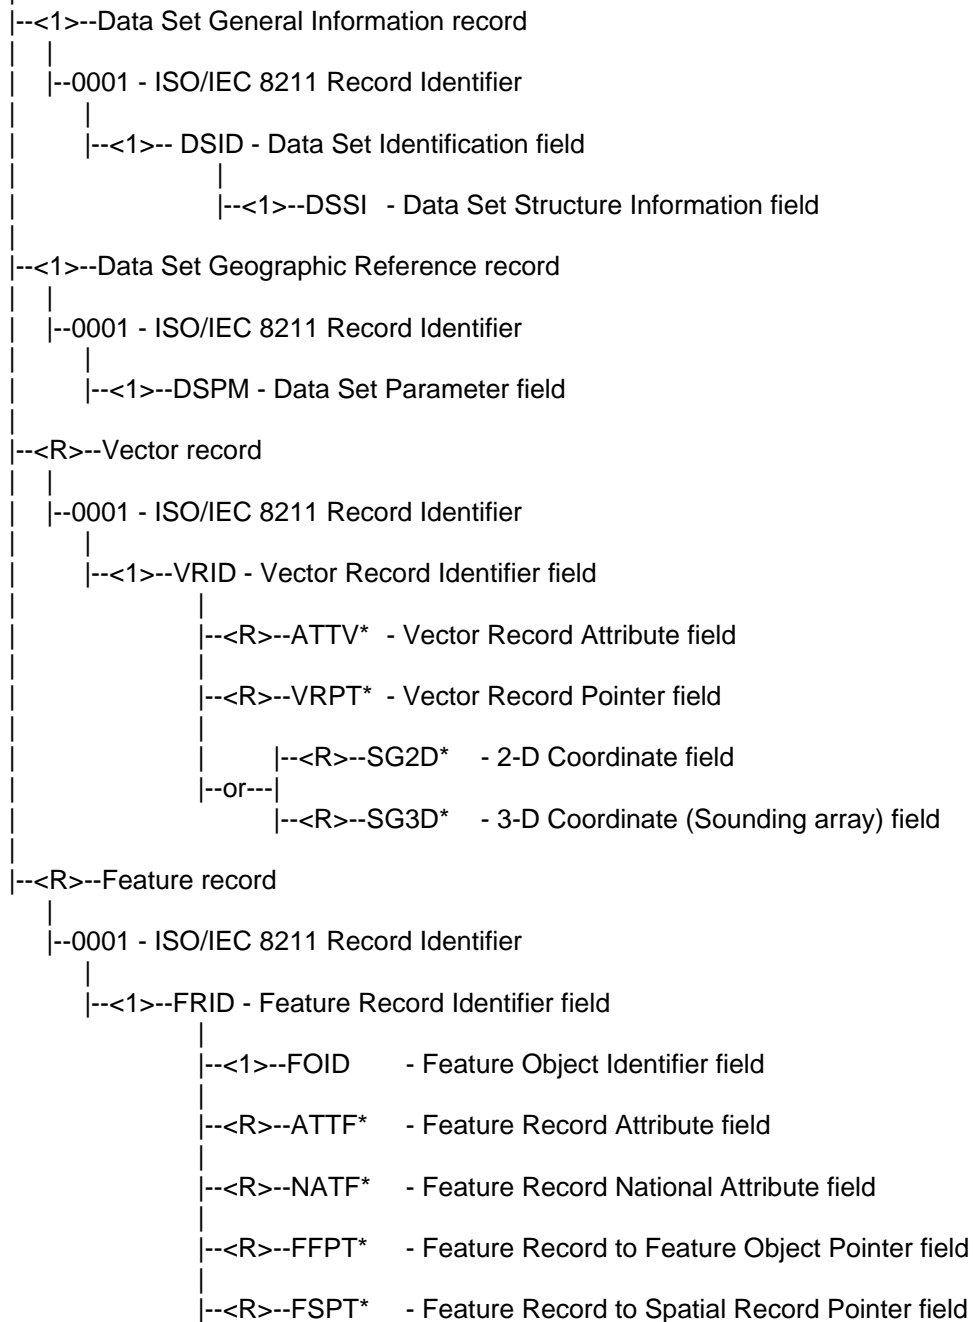 |--<1>--Data Set General Information record
|   |
|   |--0001 - ISO/IEC 8211 Record Identifier
|        |
|        |--<1>-- DSID - Data Set Identification field
|                        |
|                        |--<1>--DSSI  - Data Set Structure Information field
|
|--<1>--Data Set Geographic Reference record
|   |
|   |--0001 - ISO/IEC 8211 Record Identifier
|        |
|        |--<1>--DSPM - Data Set Parameter field
|
|--<R>--Vector record
|   |
|   |--0001 - ISO/IEC 8211 Record Identifier
|        |
|        |--<1>--VRID - Vector Record Identifier field
|                      |
|                      |--<R>--ATTV*  - Vector Record Attribute field
|                      |
|                      |--<R>--VRPT*  - Vector Record Pointer field
|                      |
|                      |        |--<R>--SG2D*    - 2-D Coordinate field
|                      |--or---|
|                               |--<R>--SG3D*    - 3-D Coordinate (Sounding array) field
|
|--<R>--Feature record
    |
    |--0001 - ISO/IEC 8211 Record Identifier
         |
         |--<1>--FRID - Feature Record Identifier field
                      |
                      |--<1>--FOID      - Feature Object Identifier field
                      |
                      |--<R>--ATTF*    - Feature Record Attribute field
                      |
                      |--<R>--NATF*    - Feature Record National Attribute field
                      |
                      |--<R>--FFPT*    - Feature Record to Feature Object Pointer field
                      |
                      |--<R>--FSPT*    - Feature Record to Spatial Record Pointer field